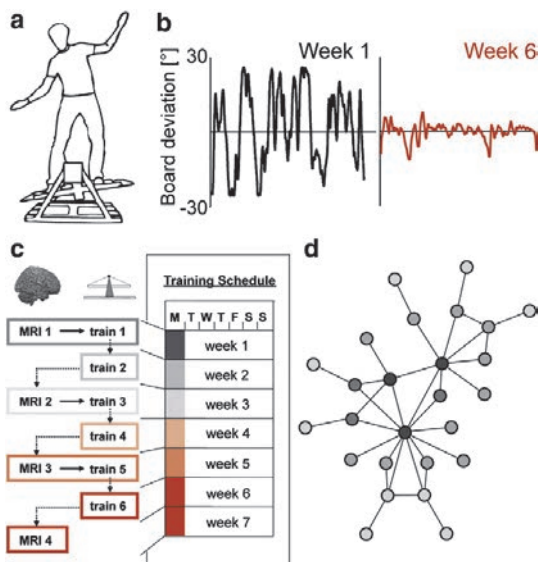 a
b
30
Week 1
Week 6
Board deviation [°]
-30
c
d
Training Schedule
M T W T F S S
MRI 1 train 1
week 1
train 2
week 2
MRI 2 train 3
week 3
train 4
week 4
MRI 3 train 5
week 5
train 6
week 6
MRI 4
week 7